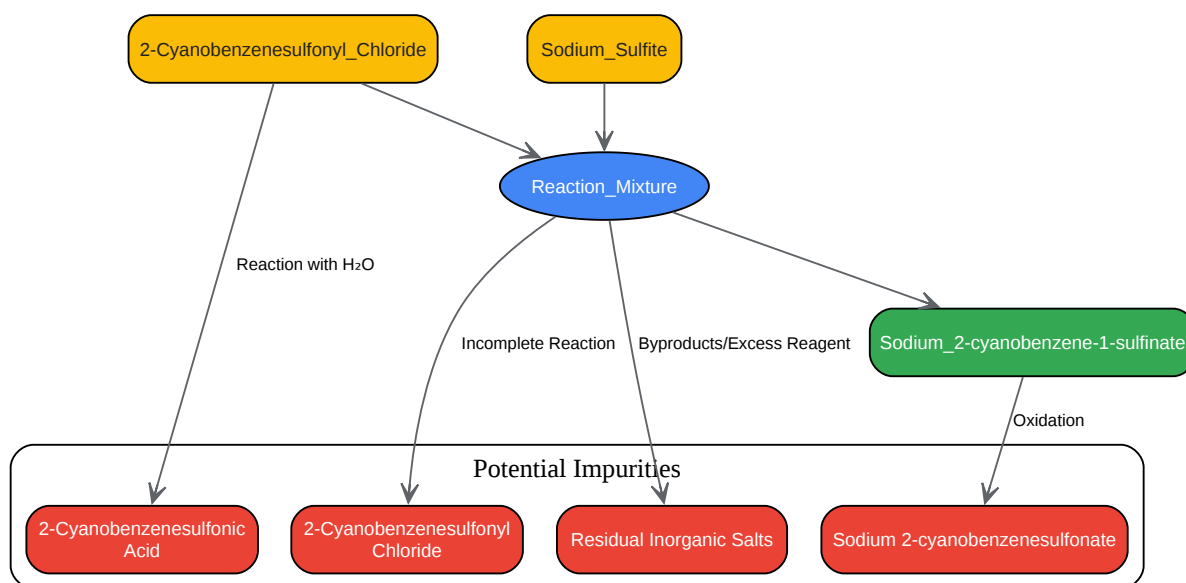 2-Cyanobenzenesulfonyl_Chloride
Sodium_Sulfite
Reaction_Mixture
Reaction with H₂O
Incomplete Reaction
Byproducts/Excess Reagent
Sodium_2-cyanobenzene-1-sulfinate
Oxidation
Potential Impurities
2-Cyanobenzenesulfonic
Acid
2-Cyanobenzenesulfonyl
Chloride
Residual Inorganic Salts
Sodium 2-cyanobenzenesulfonate